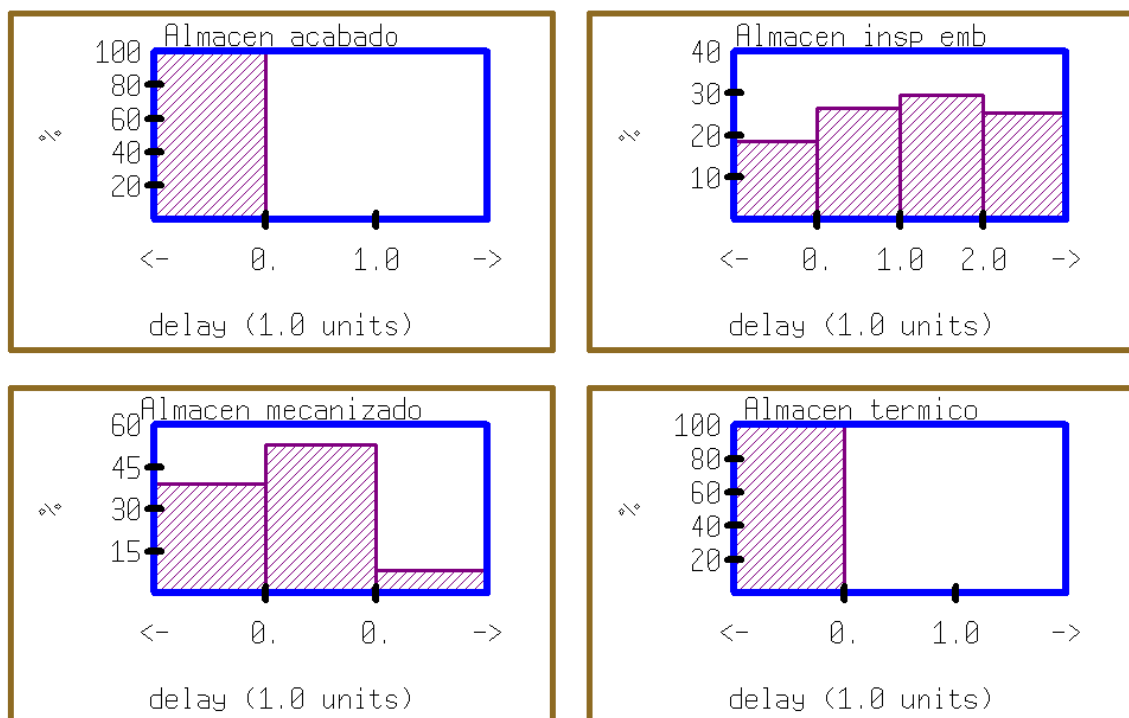 Almacen acabado
100
80
60
40
20
%
<- 0. 1.0 ->
delay (1.0 units)
Almacen insp emb
40
30
20
10
%
<- 0. 1.0 2.0 ->
delay (1.0 units)
Almacen mecanizado
60
45
30
15
%
<- 0. 0. ->
delay (1.0 units)
Almacen termico
100
80
60
40
20
%
<- 0. 1.0 ->
delay (1.0 units)